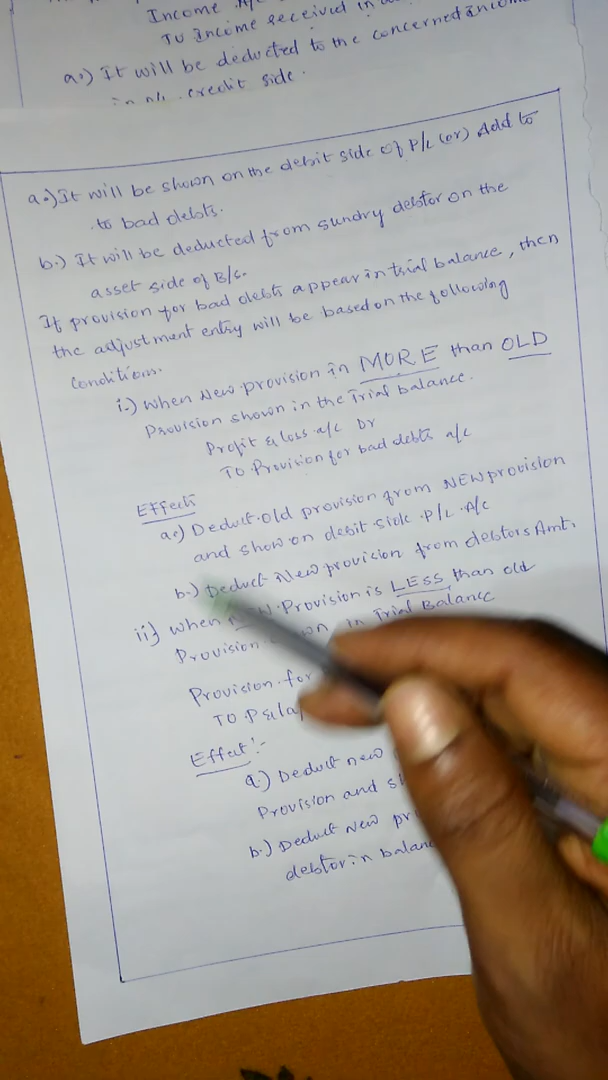 Income A/c
To income received in
a.) It will be deducted to the concerned income
in credit side.
a.) It will be shown on the debit side of P/L (or) Add to
to bad debts.
b.) It will be deducted from sundry debtor on the
asset side of B/S.
If provision for bad debts appear in trial balance, then
the adjustment entry will be based on the following
Conditions.
i.) When New provision in MORE than OLD
Provision shown in the Trial balance.
Profit & loss a/c Dr
To Provision for bad debts a/c
Effect
a.) Deduct old provision from NEW provision
and show on debit side P/L A/c
b.) Deduct New provision from debtors Amt.
ii) when Provision is LESS than old
Provision in Trial Balance
Provision for
To P&L
Effect:-
a.) Deduct new
Provision and
b.) Deduct New
debtor in